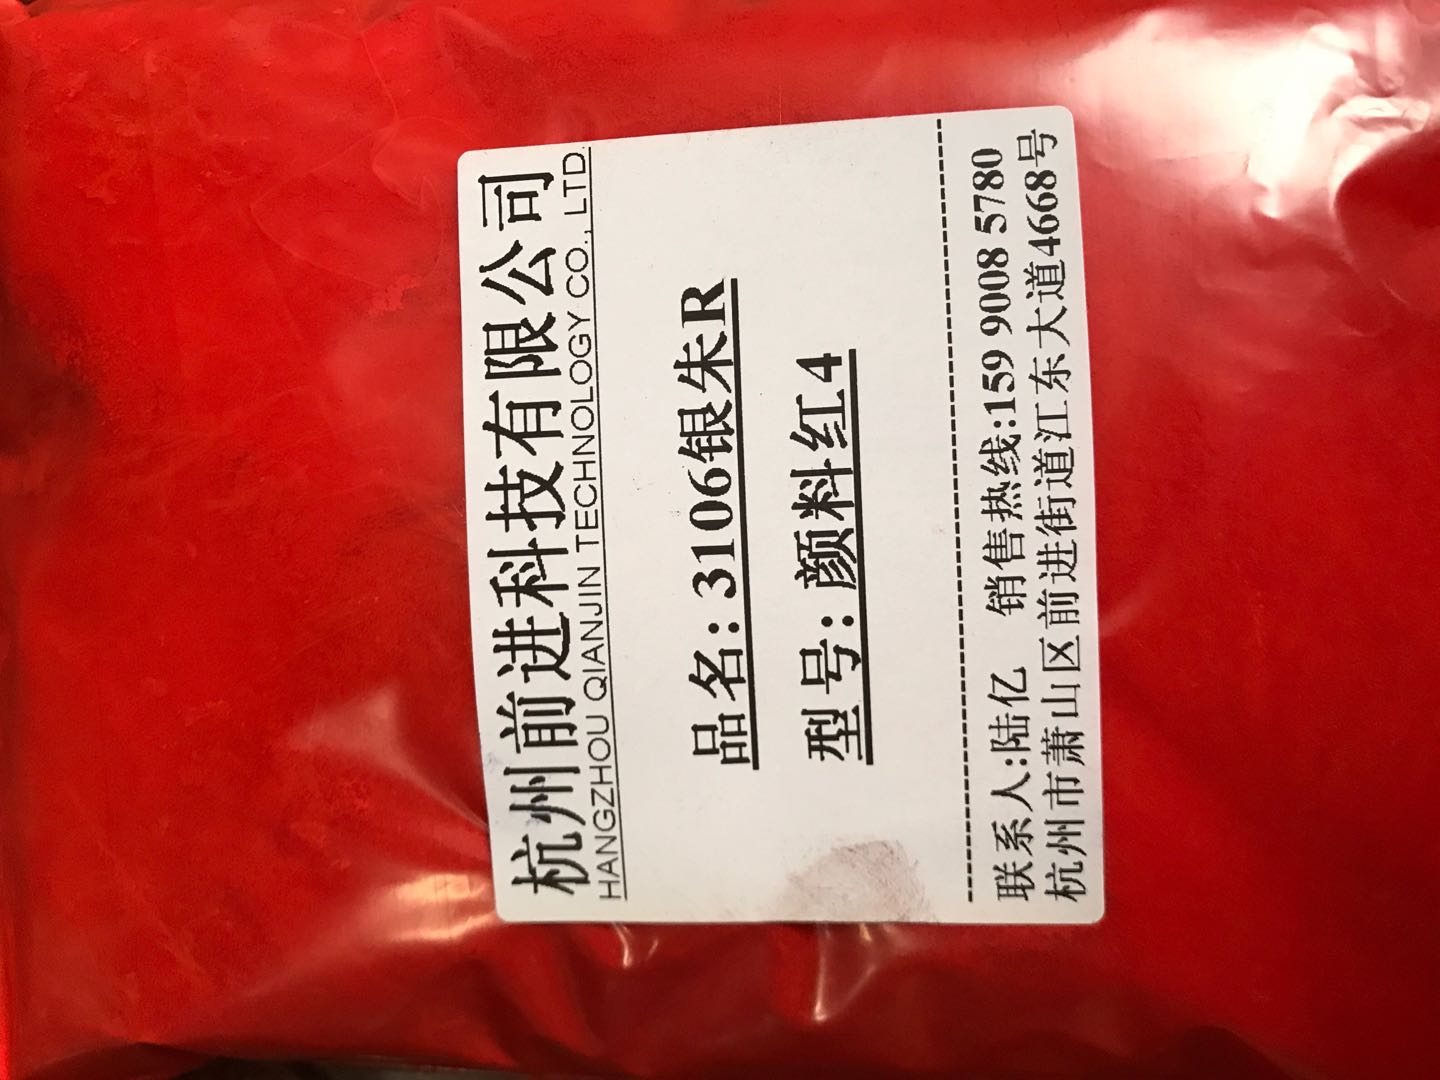 杭州前进科技有限公司
HANGZHOU QIANJIN TECHNOLOGY CO., LTD.
品名: 3106银朱R
型号: 颜料红4
联系人:陆亿 销售热线:159 9008 5780
杭州市萧山区前进街道江东大道4668号